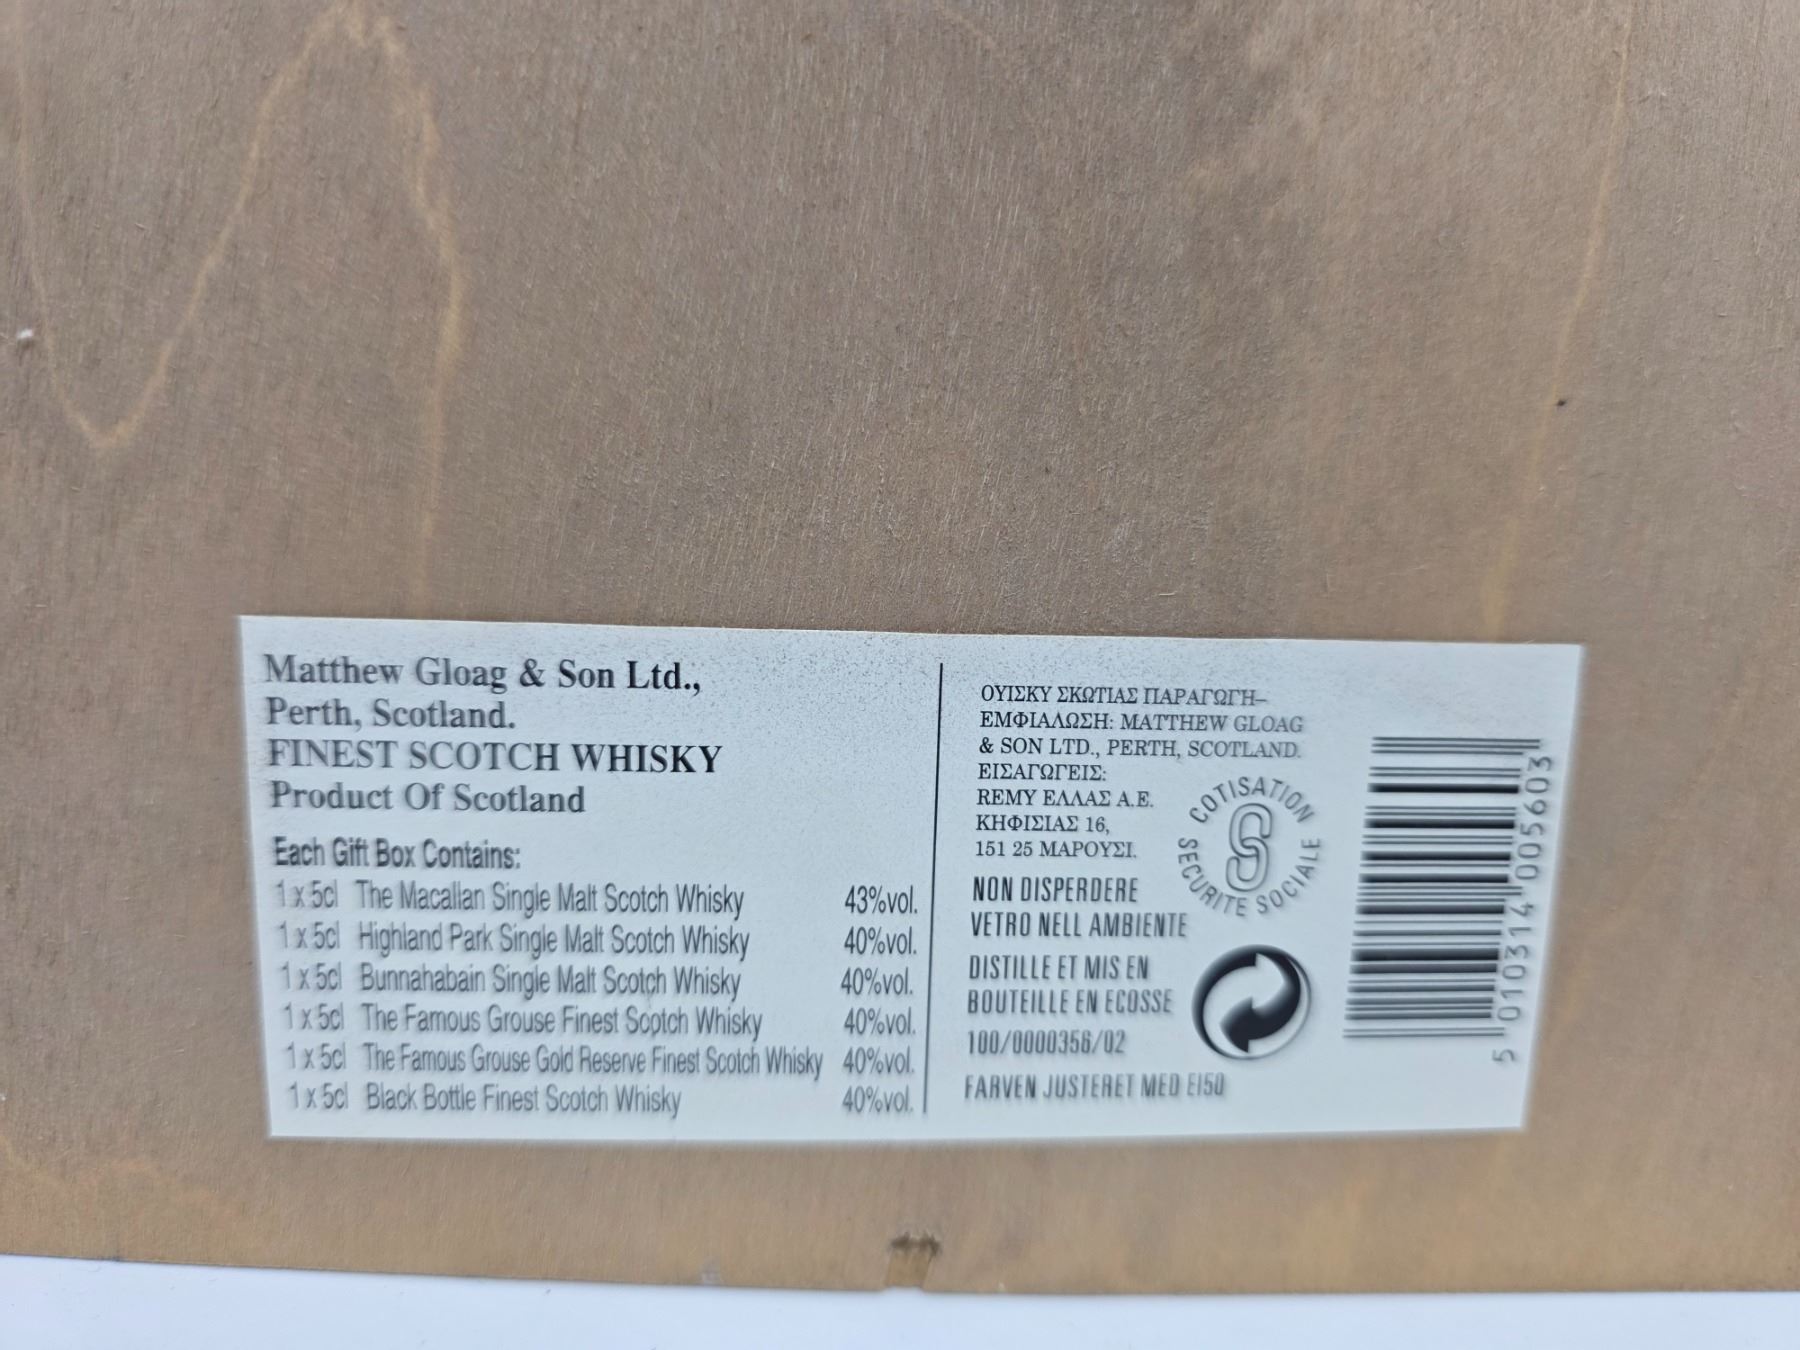 Matthew Gloag & Son Ltd.,
Perth, Scotland.
FINEST SCOTCH WHISKY
Product Of Scotland
Each Gift Box Contains:
1 x 5cl The Macallan Single Malt Scotch Whisky 43%vol.
1 x 5cl Highland Park Single Malt Scotch Whisky 40%vol.
1 x 5cl Bunnahabain Single Malt Scotch Whisky 40%vol.
1 x 5cl The Famous Grouse Finest Scotch Whisky 40%vol.
1 x 5cl The Famous Grouse Gold Reserve Finest Scotch Whisky 40%vol.
1 x 5cl Black Bottle Finest Scotch Whisky 40%vol.
ΟΥΙΣΚΥ ΣΚΩΤΙΑΣ ΠΑΡΑΓΩΓΗ–
ΕΜΦΙΑΛΩΣΗ: MATTHEW GLOAG
& SON LTD., PERTH, SCOTLAND.
ΕΙΣΑΓΩΓΕΙΣ:
REMY ΕΛΛΑΣ Α.Ε.
ΚΗΦΙΣΙΑΣ 16,
151 25 ΜΑΡΟΥΣΙ.
NON DISPERDERE
VETRO NELL AMBIENTE
DISTILLE ET MIS EN
BOUTEILLE EN ECOSSE
100/0000356/02
FARVEN JUSTERET MED E150
COTISATION
SECURITE SOCIALE
5 010314 005603